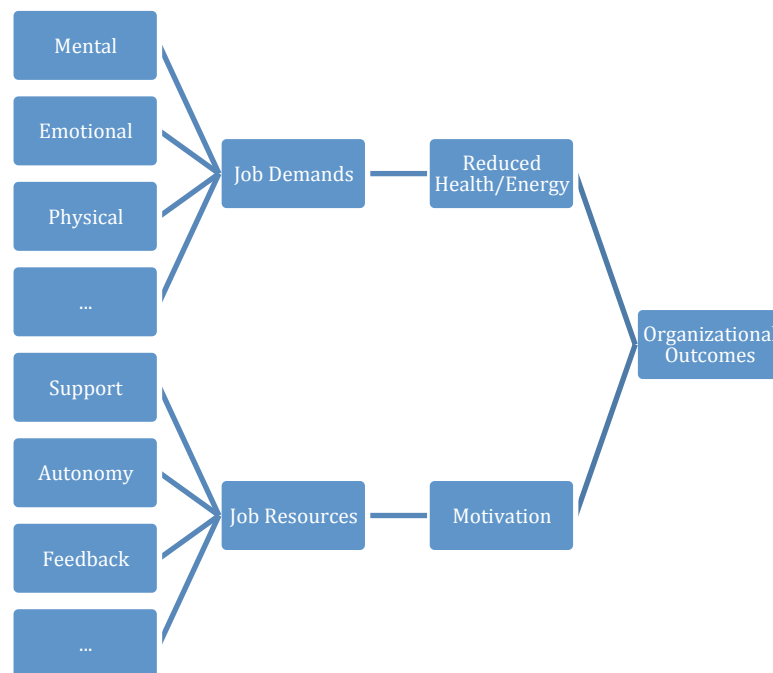 Mental
Emotional
Physical
...
Support
Autonomy
Feedback
...
Job Demands
Job Resources
Reduced
Health/Energy
Motivation
Organizational
Outcomes